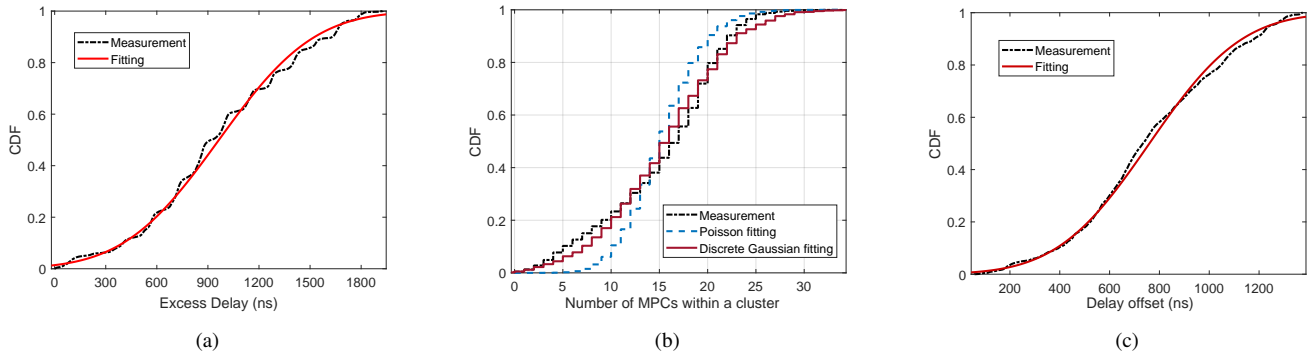 1
0.8
0.6
0.4
0.2
0
CDF
Measurement
Fitting
0 300 600 900 1200 1500 1800
Excess Delay (ns)
(a)
1
0.8
0.6
0.4
0.2
0
CDF
Measurement
Poisson fitting
Discrete Gaussian fitting
0 5 10 15 20 25 30
Number of MPCs within a cluster
(b)
1
0.8
0.6
0.4
0.2
0
CDF
Measurement
Fitting
200 400 600 800 1000 1200
Delay offset (ns)
(c)